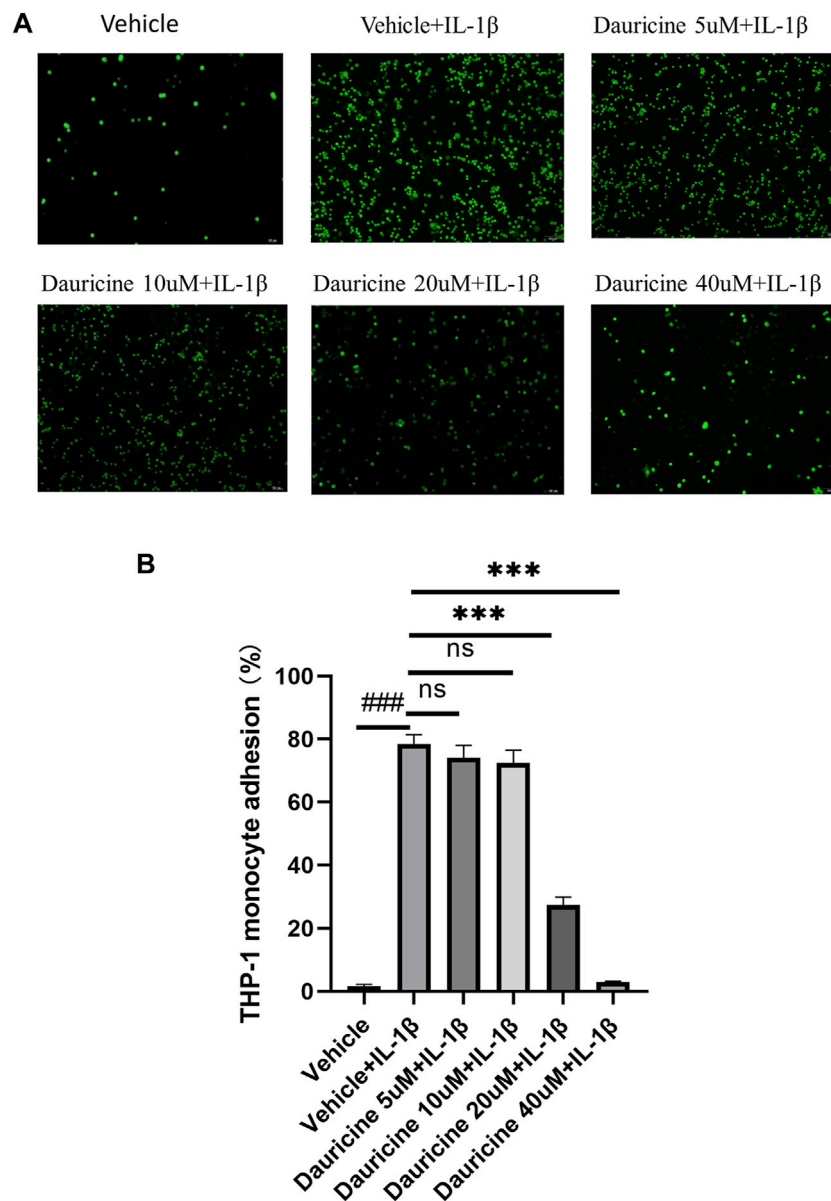 A
Vehicle
Vehicle+IL-1β
Dauricine 5uM+IL-1β
Dauricine 10uM+IL-1β
Dauricine 20uM+IL-1β
Dauricine 40uM+IL-1β
B
***
***
ns
ns
###
THP-1 monocyte adhesion (%)
100
80
60
40
20
0
Vehicle
Vehicle+IL-1β
Dauricine 5uM+IL-1β
Dauricine 10uM+IL-1β
Dauricine 20uM+IL-1β
Dauricine 40uM+IL-1β